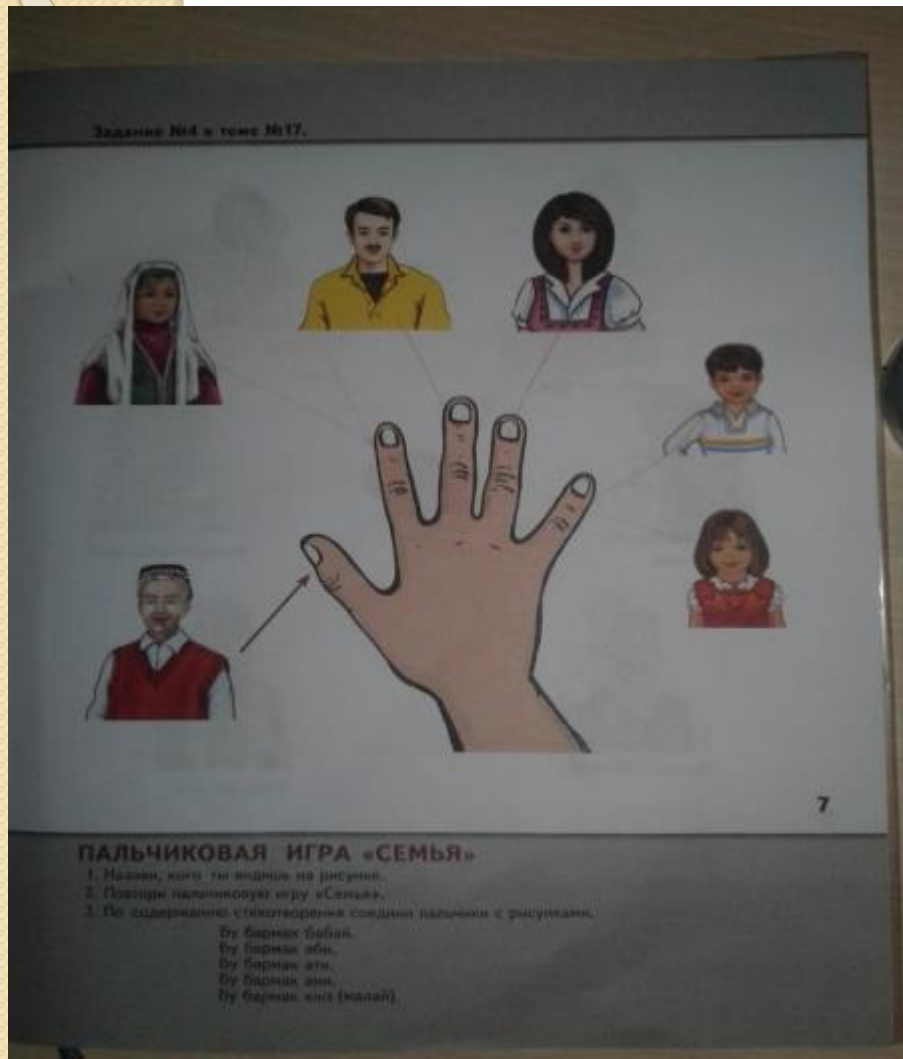 Задание №4 к теме №17.
7
ПАЛЬЧИКОВАЯ ИГРА «СЕМЬЯ»
1. Назови, кого ты видишь на рисунке.
2. Повтори пальчиковую игру «Семья».
3. По содержанию стихотворения соедини пальчики с рисунками.
Бу бармак бабай.
Бу бармак әби.
Бу бармак әти.
Бу бармак әни.
Бу бармак кыз (малай).